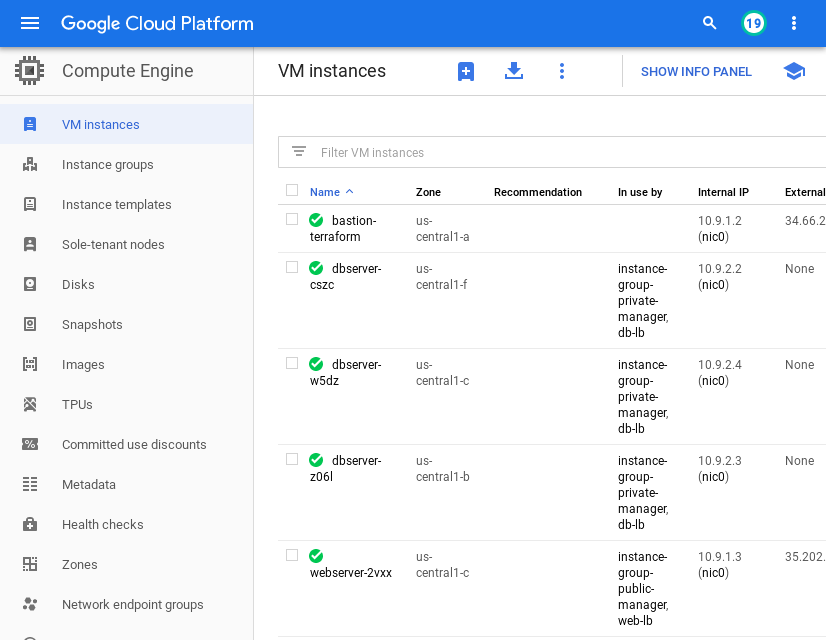 Google Cloud Platform
19
Compute Engine
VM instances
Instance groups
Instance templates
Sole-tenant nodes
Disks
Snapshots
Images
TPUs
Committed use discounts
Metadata
Health checks
Zones
Network endpoint groups
VM instances
SHOW INFO PANEL
Filter VM instances
Name Zone Recommendation In use by Internal IP External
bastion- us- 10.9.1.2 34.66.2
terraform central1-a (nic0)
dbserver- us- instance- 10.9.2.2 None
cszc central1-f group- (nic0)
private-
manager,
db-lb
dbserver- us- instance- 10.9.2.4 None
w5dz central1-c group- (nic0)
private-
manager,
db-lb
dbserver- us- instance- 10.9.2.3 None
z06l central1-b group- (nic0)
private-
manager,
db-lb
us- instance- 10.9.1.3 35.202.
webserver-2vxx central1-c group- (nic0)
public-
manager,
web-lb